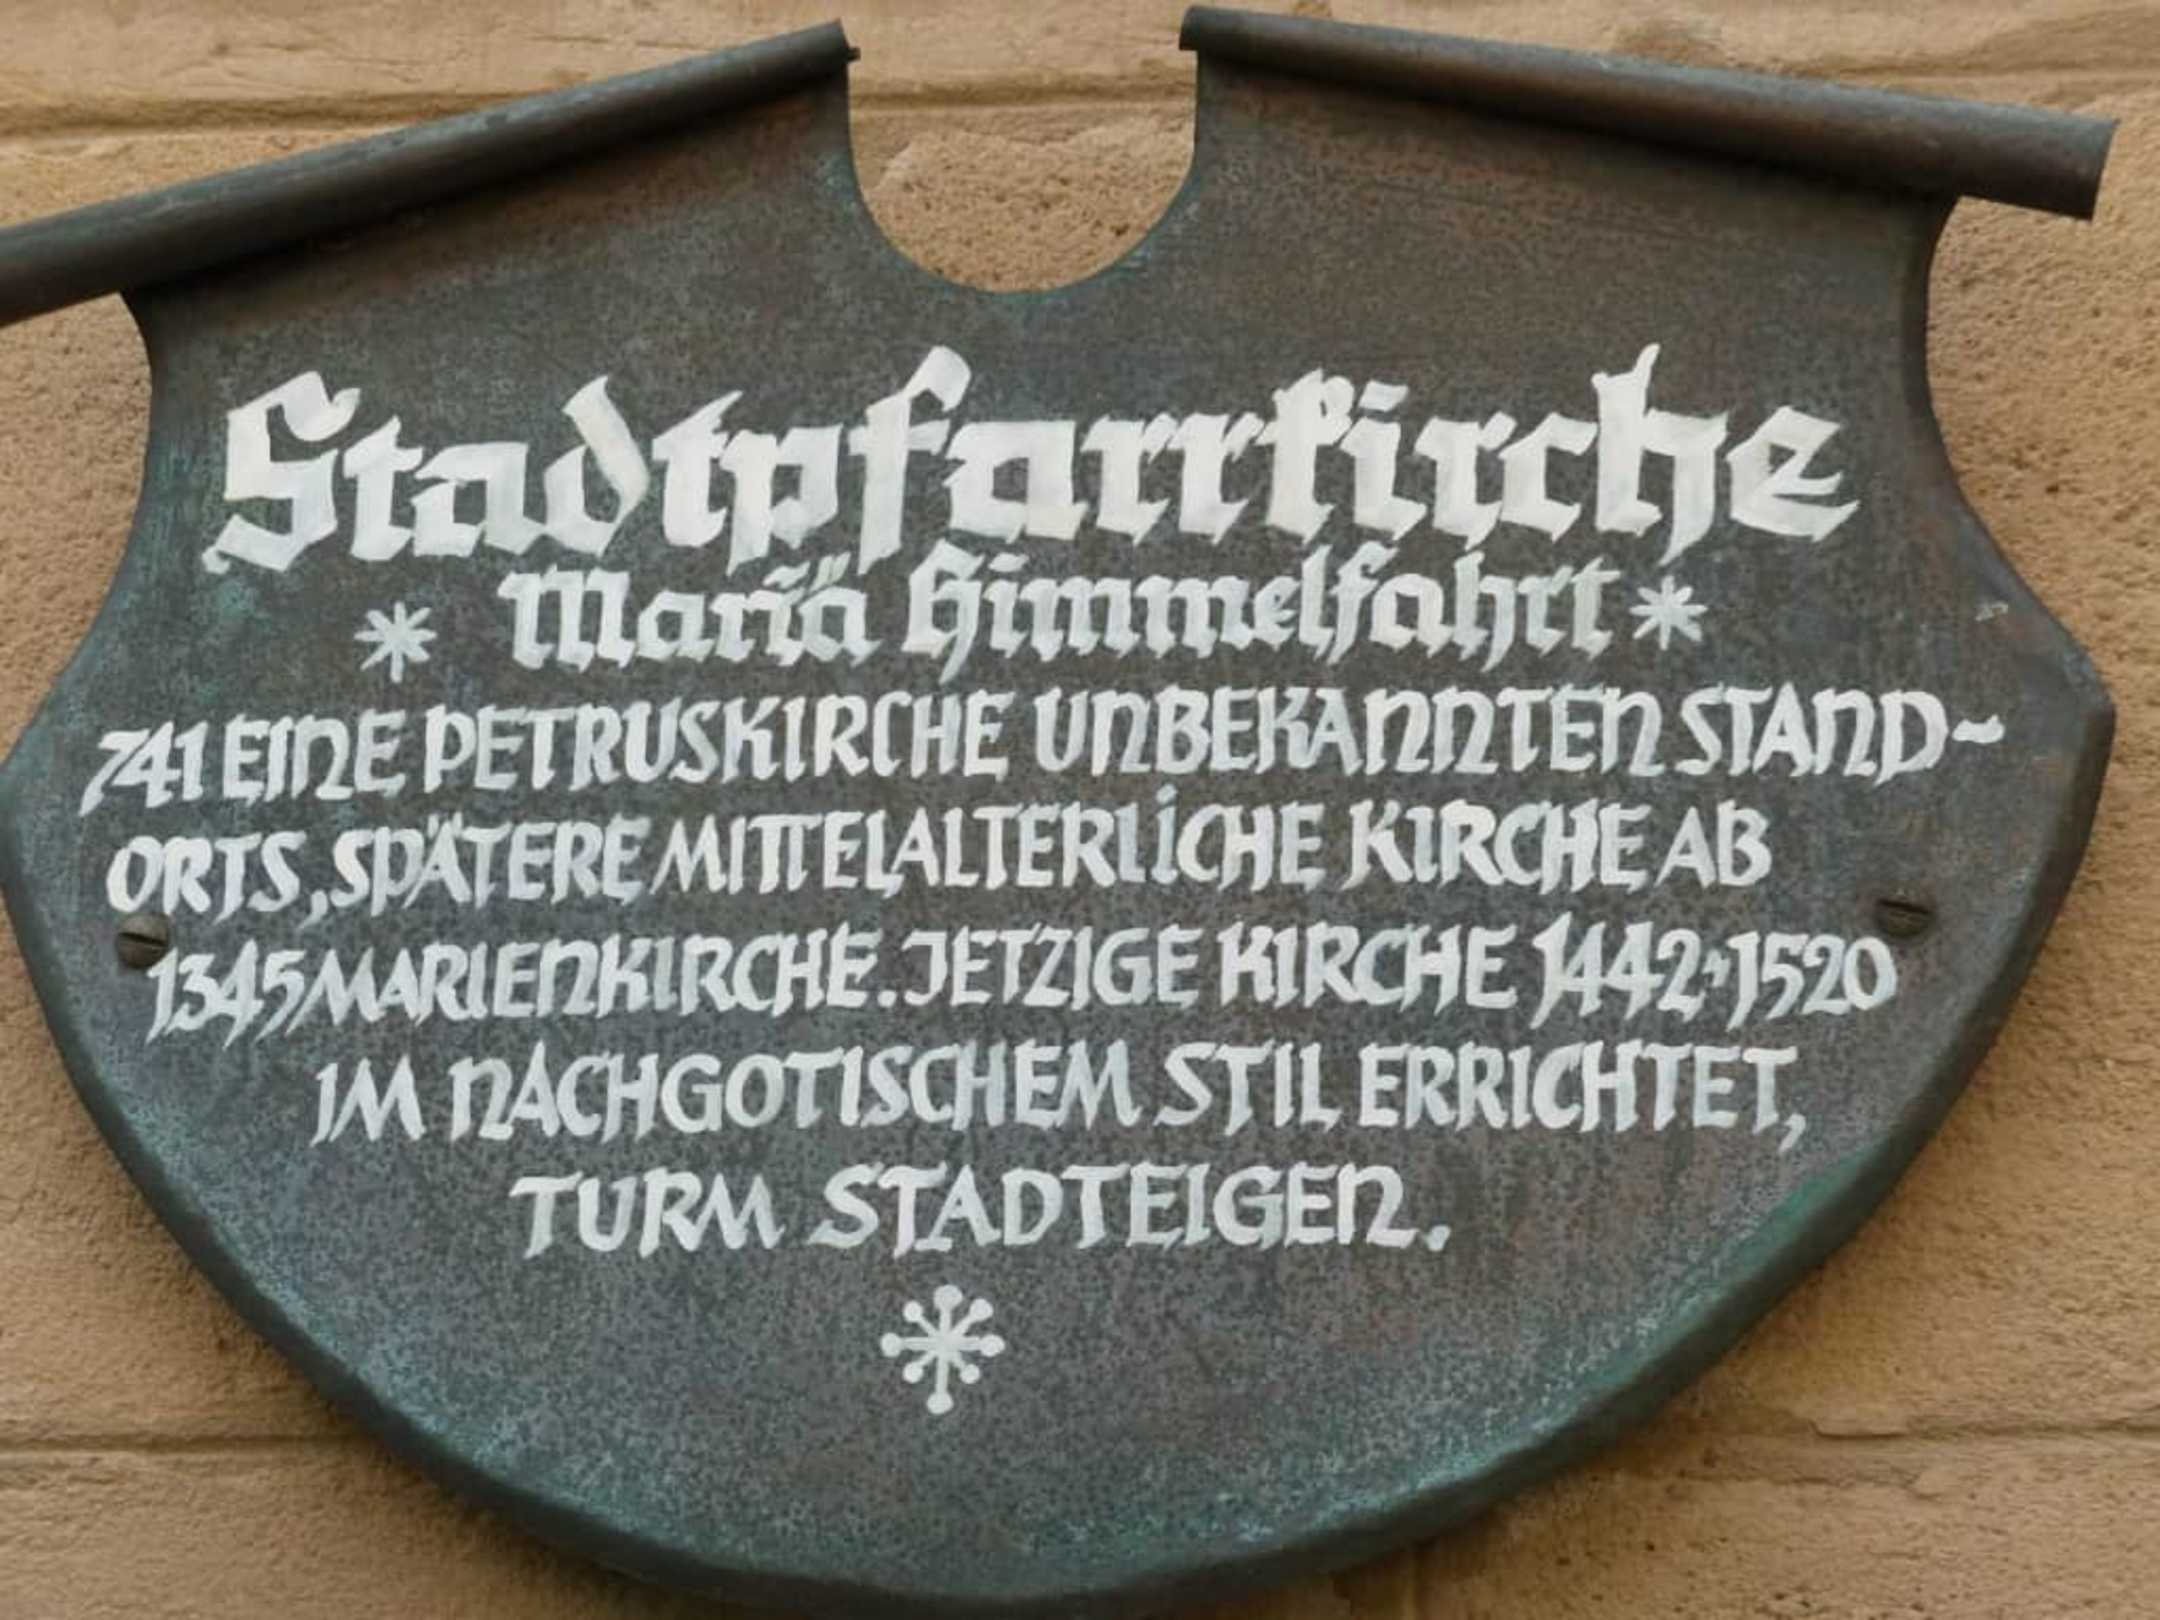 Stadtpfarrkirche
* Mariä Himmelfahrt *
741 EINE PETRUSKIRCHE UNBEKANNTEN STAND-
ORTS, SPÄTERE MITTELALTERLICHE KIRCHE AB
1345 MARIENKIRCHE. JETZIGE KIRCHE 1442-1520
IM NACHGOTISCHEM STIL ERRICHTET,
TURM STADTEIGEN.